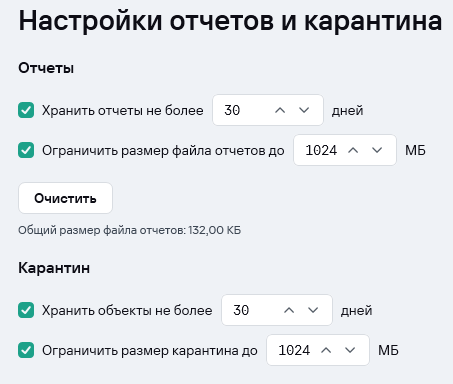 Настройки отчетов и карантина
Отчеты
Хранить отчеты не более 30 дней
Ограничить размер файла отчетов до 1024 МБ
Очистить
Общий размер файла отчетов: 132,00 КБ
Карантин
Хранить объекты не более 30 дней
Ограничить размер карантина до 1024 МБ